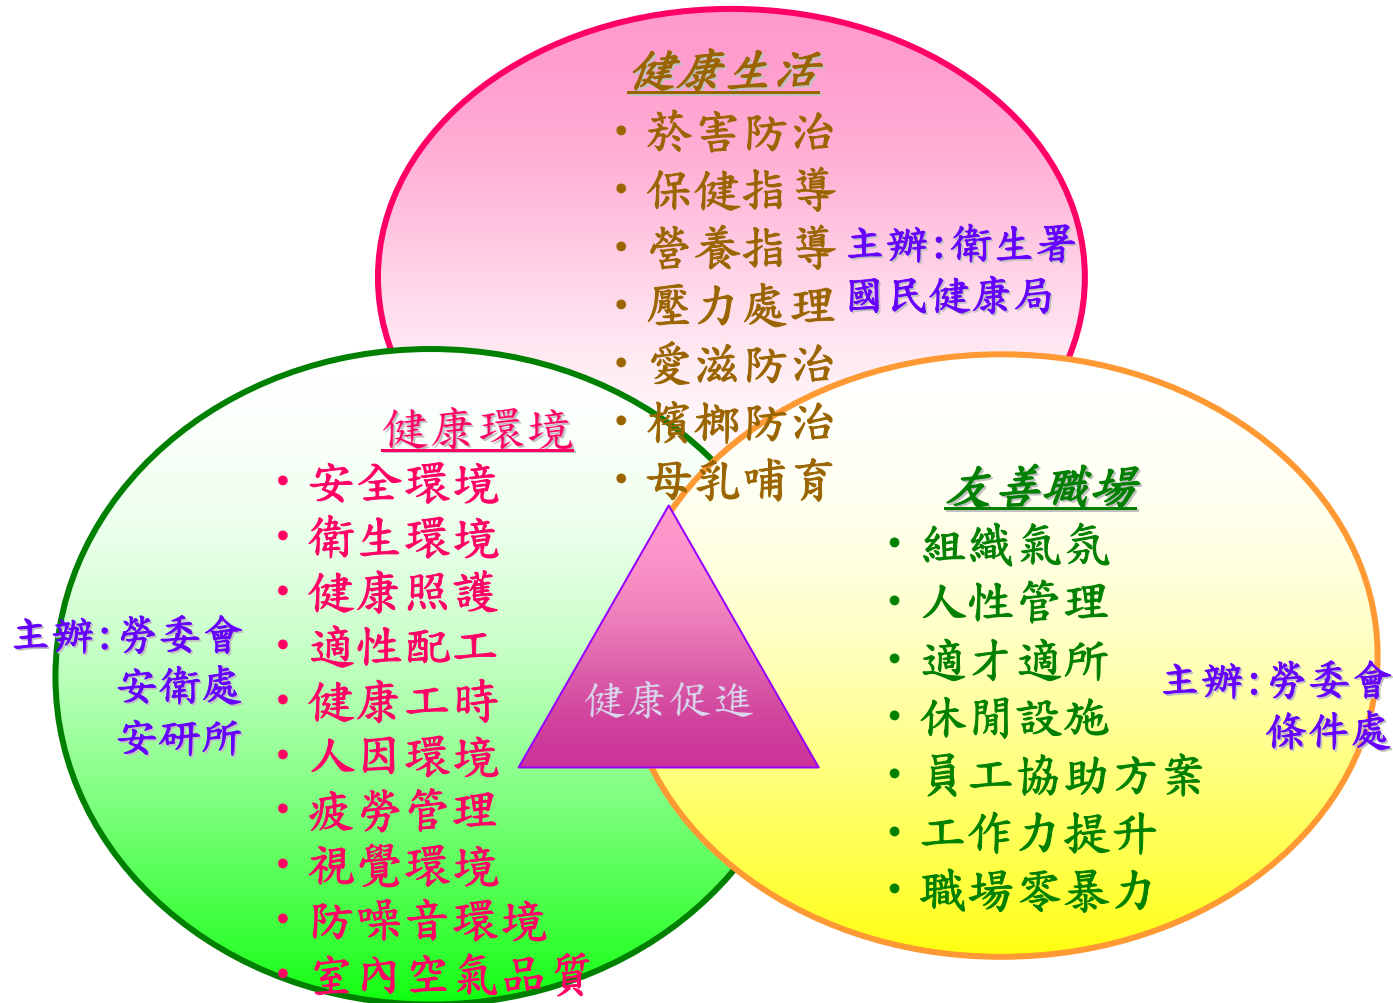 健康生活
• 菸害防治
• 保健指導
• 營養指導
• 壓力處理
• 愛滋防治
• 檳榔防治
• 母乳哺育
主辦:衛生署
國民健康局
健康環境
• 安全環境
• 衛生環境
• 健康照護
• 適性配工
• 健康工時
• 人因環境
• 疲勞管理
• 視覺環境
• 防噪音環境
• 室內空氣品質
主辦:勞委會
安衛處
安研所
健康促進
友善職場
• 組織氣氛
• 人性管理
• 適才適所
• 休閒設施
• 員工協助方案
• 工作力提升
• 職場零暴力
主辦:勞委會
條件處